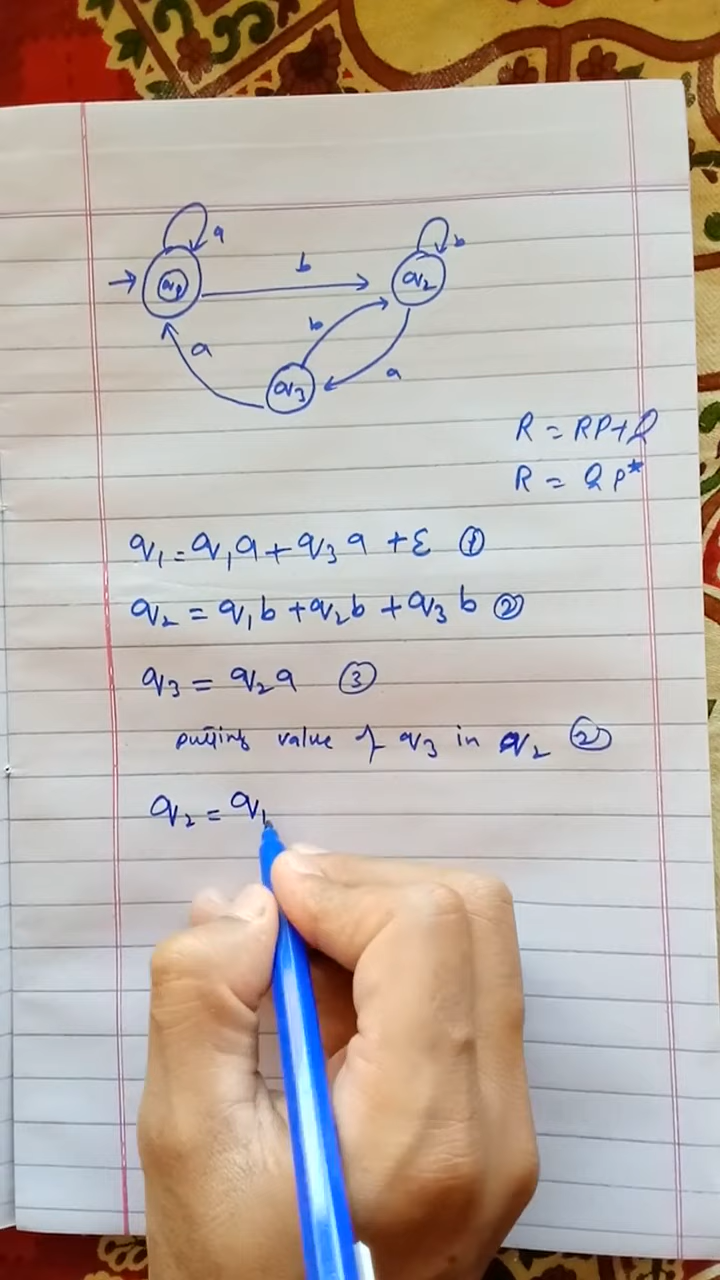 a
b
→ q1
b
q2
b
a
a
q3
R = RP+Q
R = QP*
q₁ = q₁a + q₃a + ε ①
q₂ = q₁b + q₂b + q₃b ②
q₃ = q₂a ③
putting value of q₃ in q₂ ②
q₂ = q₁